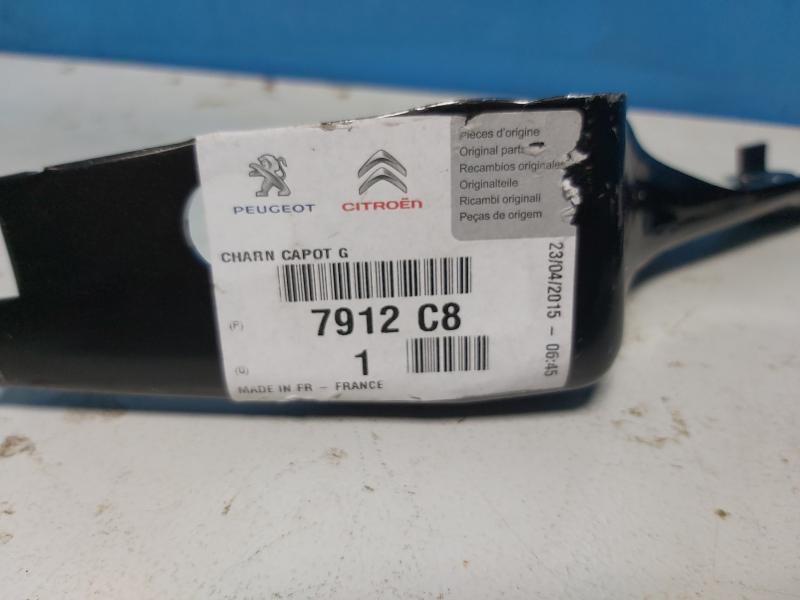 PEUGEOT
CITROËN
Pièces d'origine
Original parts
Recambios originales
Originalteile
Ricambi originali
Peças de origem
CHARN CAPOT G
(P) 7912 C8
(Q) 1
MADE IN FR - FRANCE
23/04/2015 - 06:45